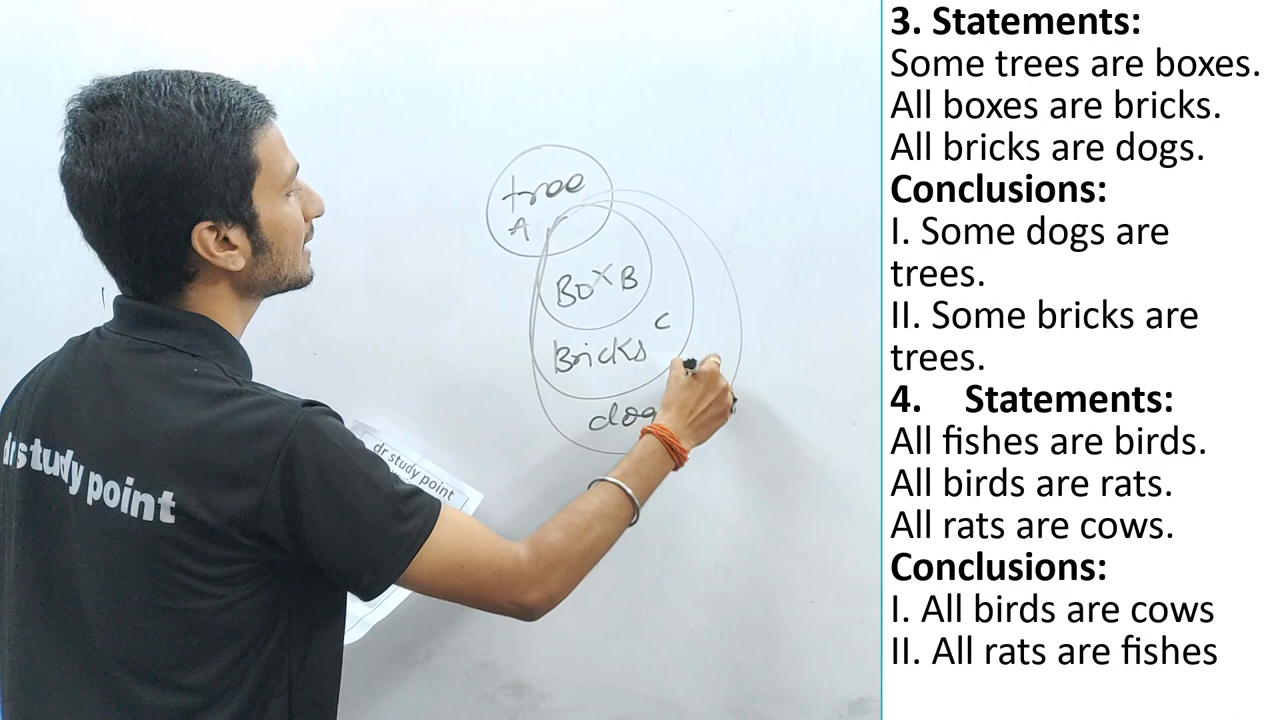 tree
A
Box B
C
Bricks
dog
dr study point
dr study point
3. Statements:
Some trees are boxes.
All boxes are bricks.
All bricks are dogs.
Conclusions:
I. Some dogs are
trees.
II. Some bricks are
trees.
4. Statements:
All fishes are birds.
All birds are rats.
All rats are cows.
Conclusions:
I. All birds are cows
II. All rats are fishes